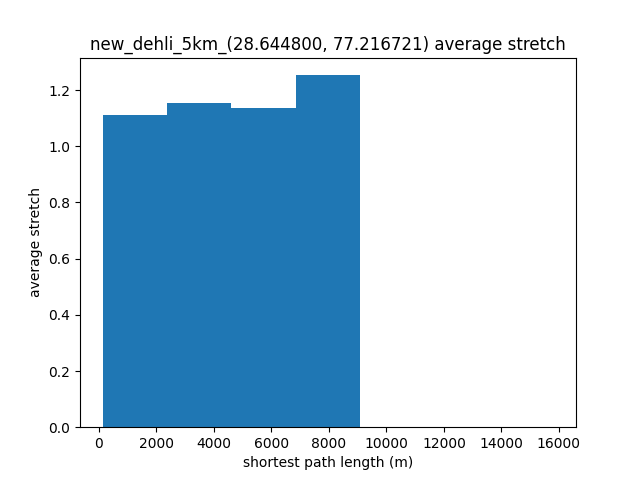 new_dehli_5km_(28.644800, 77.216721) average stretch
1.2
1.0
0.8
0.6
0.4
0.2
0.0
average stretch
0 2000 4000 6000 8000 10000 12000 14000 16000
shortest path length (m)